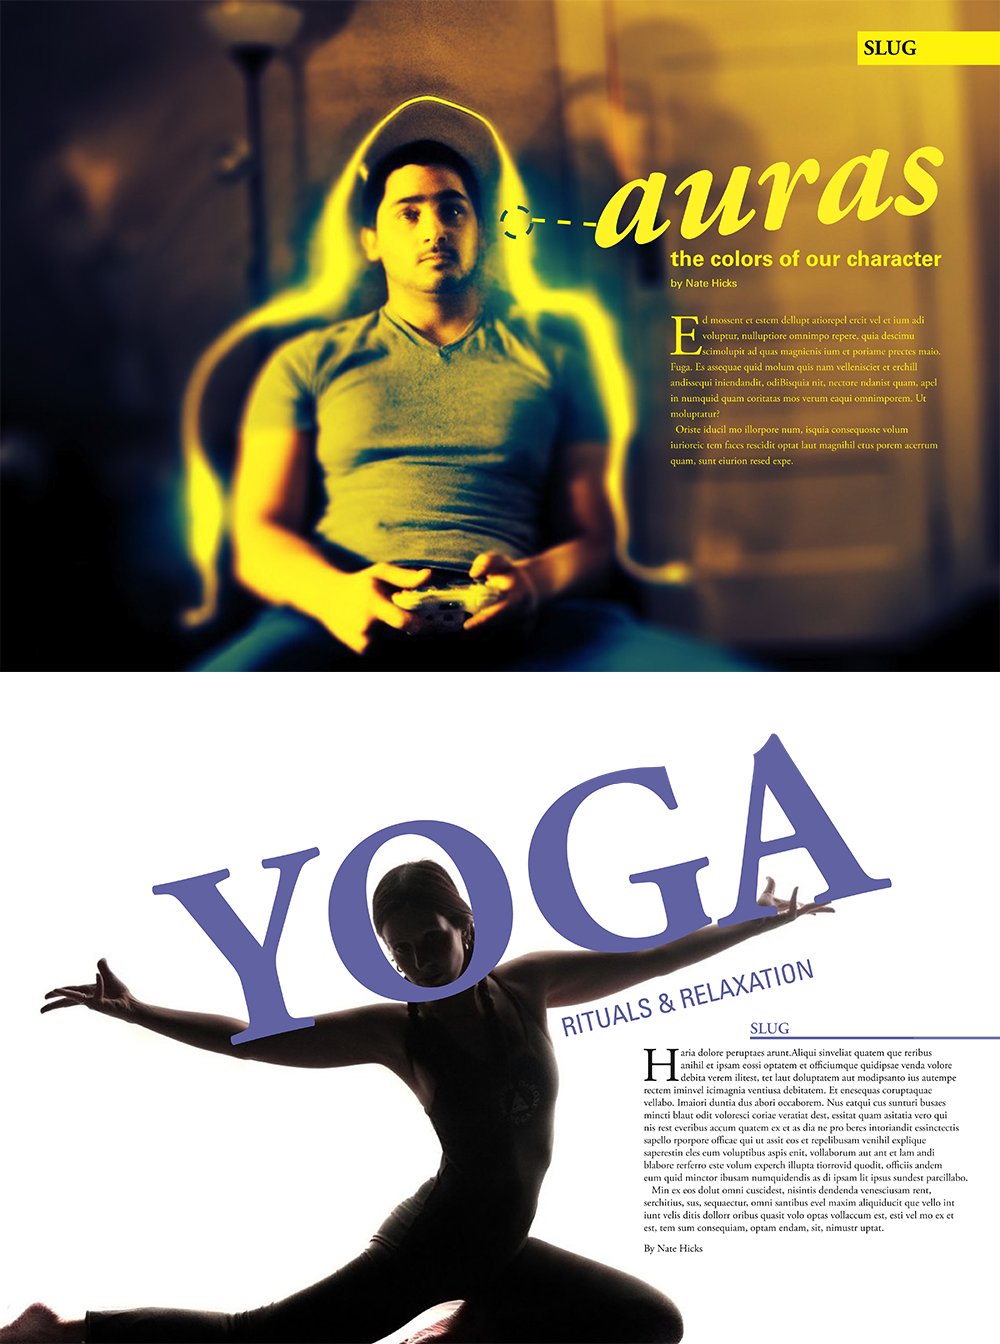 SLUG
auras
the colors of our character
by Nate Hicks
Ed mossent et estem dellupt atiorepel ercit vel et ium adi
voluptur, nulluptiore omnimpo repere, quia descimu
scimolupit ad quas magnienis ium et poriame prectes maio.
Fuga. Es assequae quid molum quis nam vellenisciet et erchill
andissequi iniendandit, odiBisquia nit, nectore ndanist quam, apel
in numquid quam coritatas mos verum eaqui omnimporem. Ut
moluptatur?
Oriste iducil mo illorpore num, isquia consequoste volum
iurioreic tem faces rescidit optat laut magnihil etus porem acerrum
quam, sunt eiurion resed expe.
YOGA
RITUALS & RELAXATION
SLUG
Haria dolore peruptaes arunt.Aliqui sinveliat quatem que reribus
anihil et ipsam eossi optatem et officiumque quidipsae venda volore
debita verem ilitest, tet laut doluptatem aut modipsanto ius autempe
rectem iminvel icimagnia ventiusa debitatem. Et enesequas coruptaquae
vellabo. Imaiori duntia dus abori occaborem. Nus eatqui cus sunturi busaes
mincti blaut odit voloresci coriae veratiat dest, essitat quam asitatia vero qui
nis rest everibus accum quatem ex et as dia ne pro beres intoriandit essinctectis
sapello rporpore officae qui ut assit eos et repelibusam venihil explique
saperestin eles eum voluptibus aspis enit, vollaborum aut ant et lam andi
blabore rerferro este volum experch illupta tiorrovid quodit, officiis andem
eum quid minctor ibusam numquidendis as di ipsam lit ipsus sundest parcillabo.
Min ex eos dolut omni cuscidest, nisintis dendenda venesciusam rent,
serchitius, sus, sequaectur, omni santibus evel maxim aliquiducit que vello int
iunt velis ditis dollorr oribus quasit volo optas vollaccum est, esti vel mo ex et
est, tem sum consequiam, optam endam, sit, nimustr uptat.
By Nate Hicks